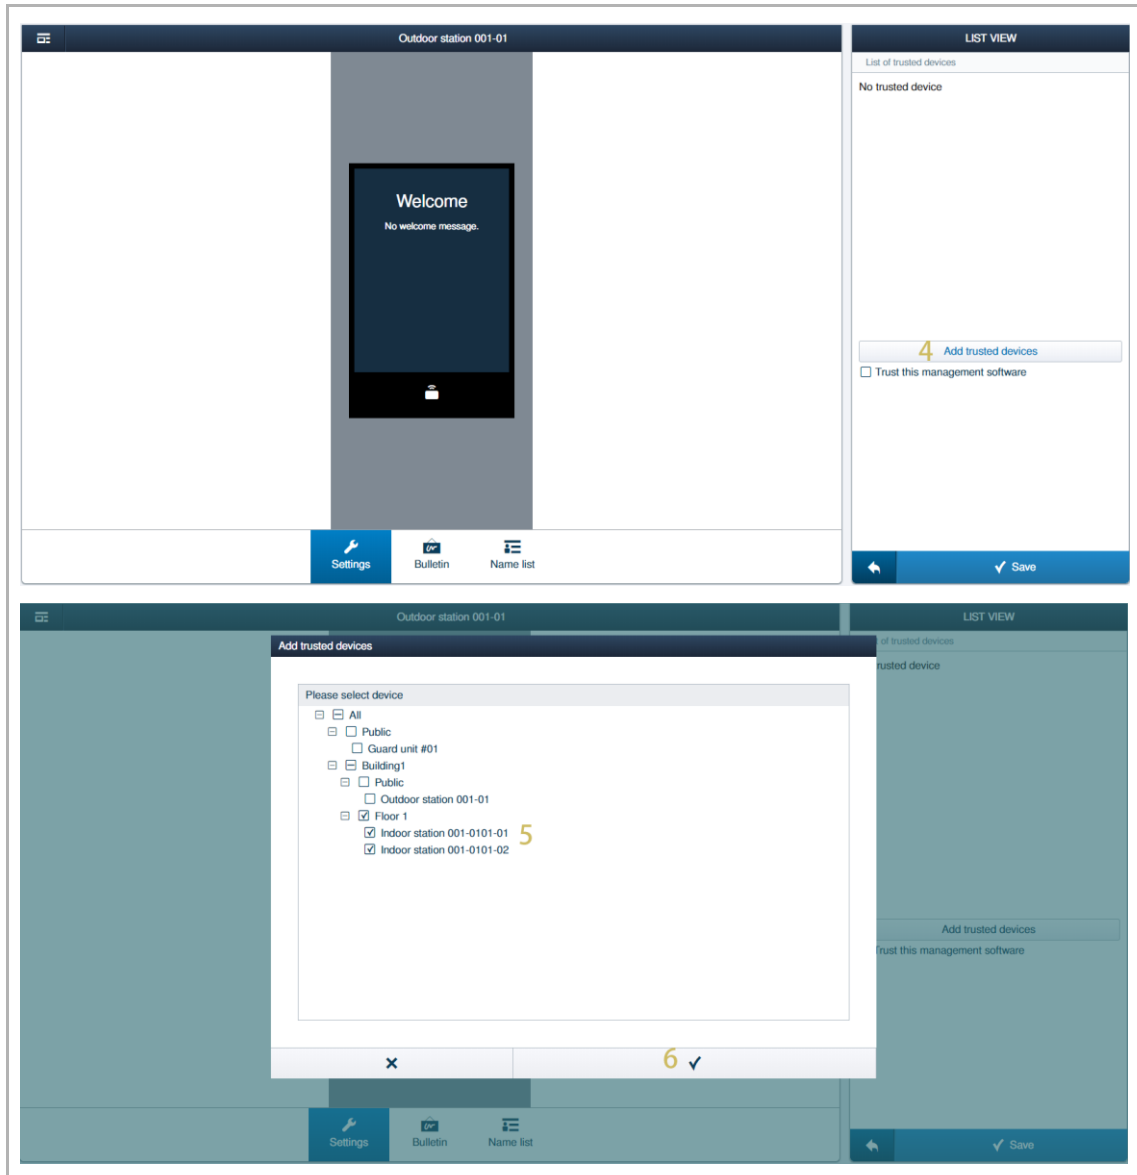 Outdoor station 001-01
LIST VIEW
List of trusted devices
No trusted device
Welcome
No welcome message.
4 Add trusted devices
Trust this management software
Settings
Bulletin
Name list
Save
Outdoor station 001-01
LIST VIEW
Add trusted devices
of trusted devices
rusted device
Please select device
All
Public
Guard unit #01
Building1
Public
Outdoor station 001-01
Floor 1
Indoor station 001-0101-01
5
Indoor station 001-0101-02
Add trusted devices
rust this management software
6
Settings
Bulletin
Name list
Save